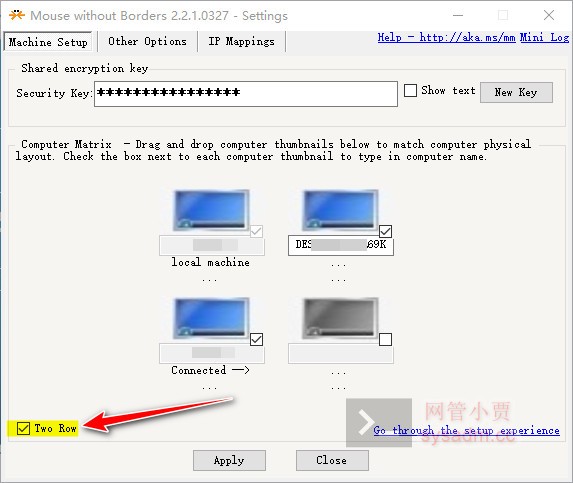 Mouse without Borders 2.2.1.0327 - Settings
Machine Setup Other Options IP Mappings Help - http://aka.ms/mm Mini Log
Shared encryption key
Security Key: **************** Show text New Key
Computer Matrix - Drag and drop computer thumbnails below to match computer physical
layout. Check the box next to each computer thumbnail to type in computer name.
local machine ...
... ...
Connected --> ...
... ...
Two Row
网管小贾
sysadm.cc
Go through the setup experience
Apply Close